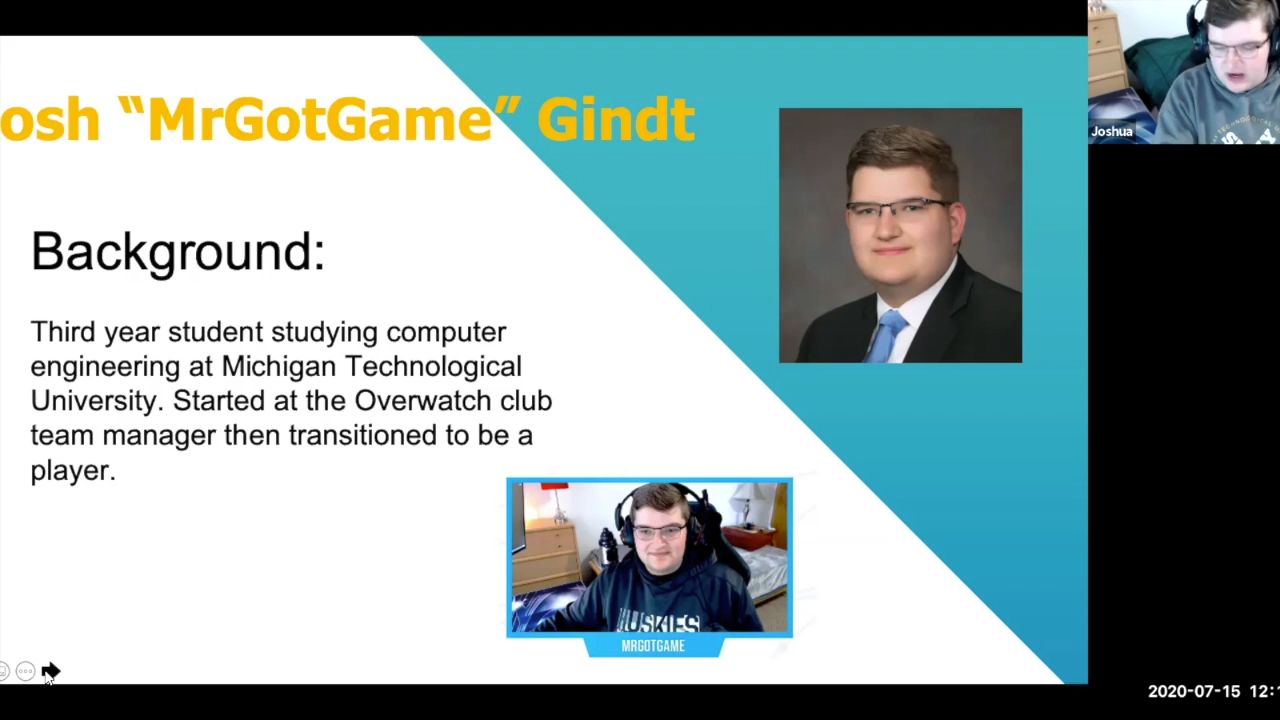 osh “MrGotGame” Gindt
Joshua
Background:
Third year student studying computer
engineering at Michigan Technological
University. Started at the Overwatch club
team manager then transitioned to be a
player.
HUSKIES
MRGOTGAME
2020-07-15 12:1